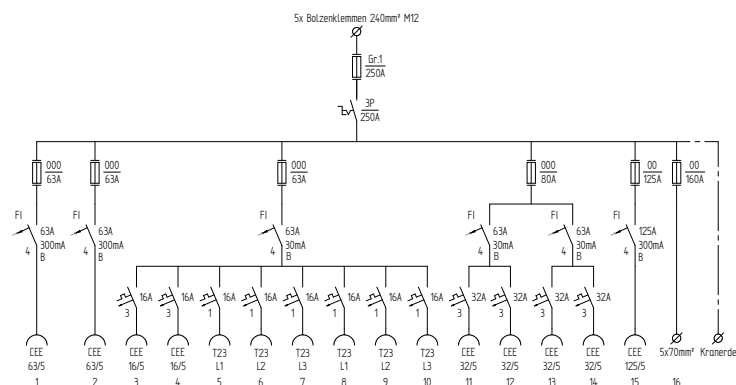 5x Bolzenklemmen 240mm² M12
Gr.1
250A
3P
250A
000 000 000 000 00 00
63A 63A 63A 80A 125A 160A
FI FI FI FI FI FI
63A 63A 63A 63A 63A 125A
300mA 300mA 30mA 30mA 30mA 300mA
4 B 4 B 4 4 4 4 B
16A 16A 16A 16A 16A 16A 16A 16A 32A 32A 32A 32A
3 3 1 1 1 1 1 1 3 3 3 3
CEE CEE CEE CEE T23 T23 T23 T23 T23 T23 CEE CEE CEE CEE CEE 5x70mm² Kranerde
63/5 63/5 16/5 16/5 L1 L2 L3 L1 L2 L3 32/5 32/5 32/5 32/5 125/5
1 2 3 4 5 6 7 8 9 10 11 12 13 14 15 16